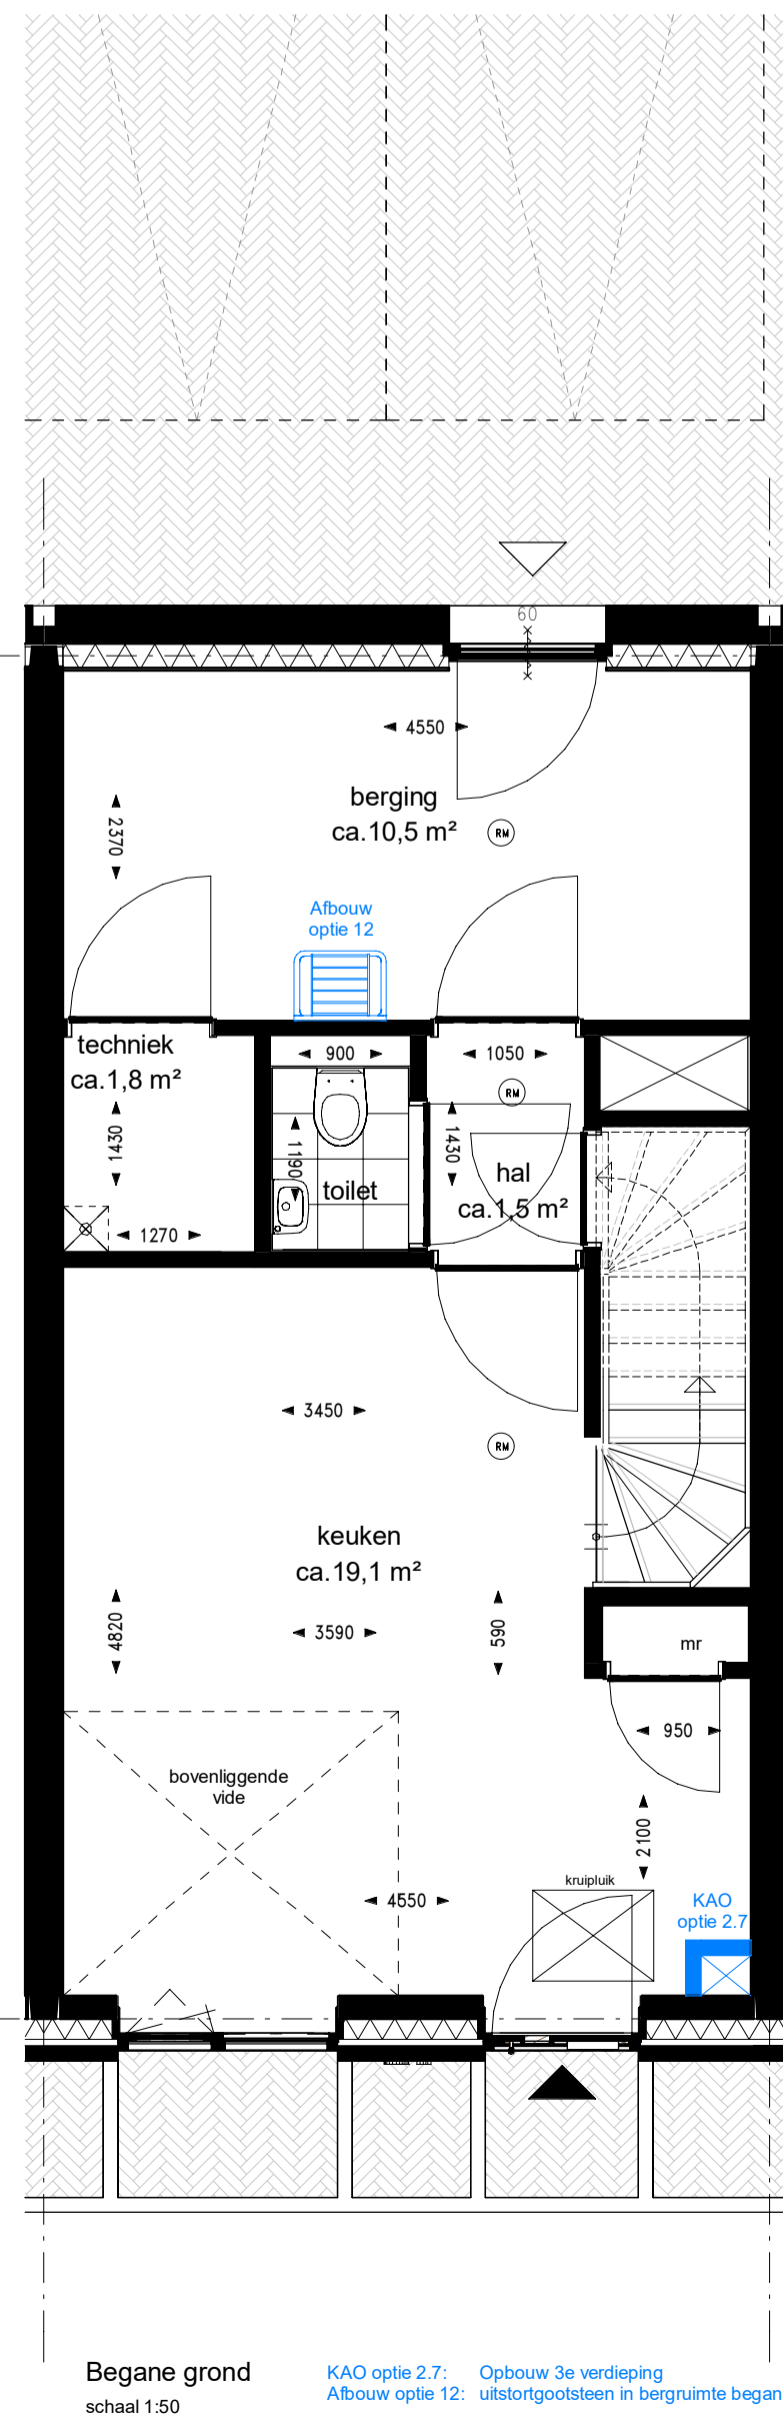 60
4550
berging
ca.10,5 m²
RM
2370
Afbouw
optie 12
techniek
ca.1,8 m²
900
1050
RM
1430
1190
1430
toilet
hal
ca.1,5 m²
1270
3450
RM
keuken
ca.19,1 m²
4820
3590
590
mr
950
bovenliggende
vide
2100
kruipluik
4550
KAO
optie 2.7
Begane grond
schaal 1:50
KAO optie 2.7: Opbouw 3e verdieping
Afbouw optie 12: uitstortgootsteen in bergruimte began